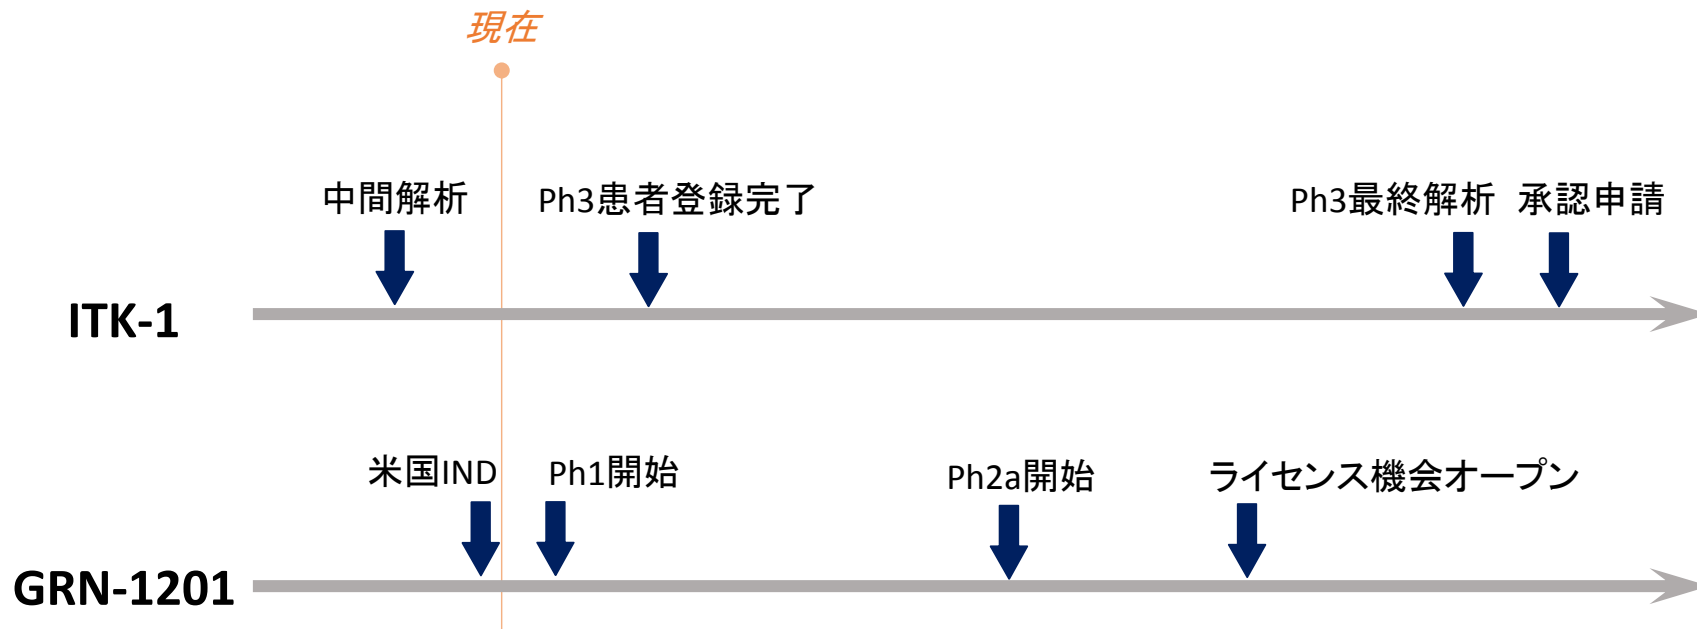 現在
中間解析
Ph3患者登録完了
Ph3最終解析
承認申請
ITK-1
米国IND
Ph1開始
Ph2a開始
ライセンス機会オープン
GRN-1201